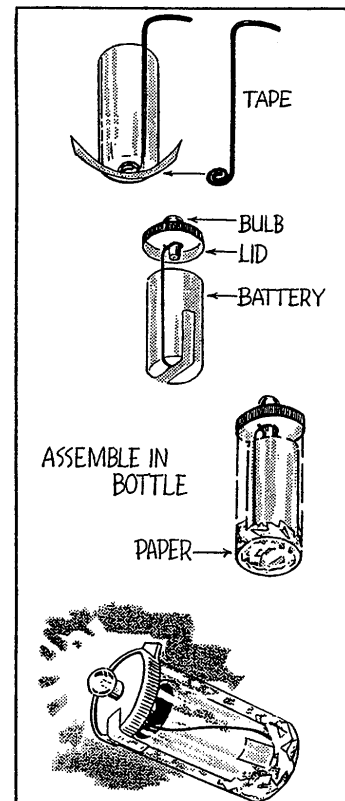 TAPE
BULB
LID
BATTERY
ASSEMBLE IN
BOTTLE
PAPER